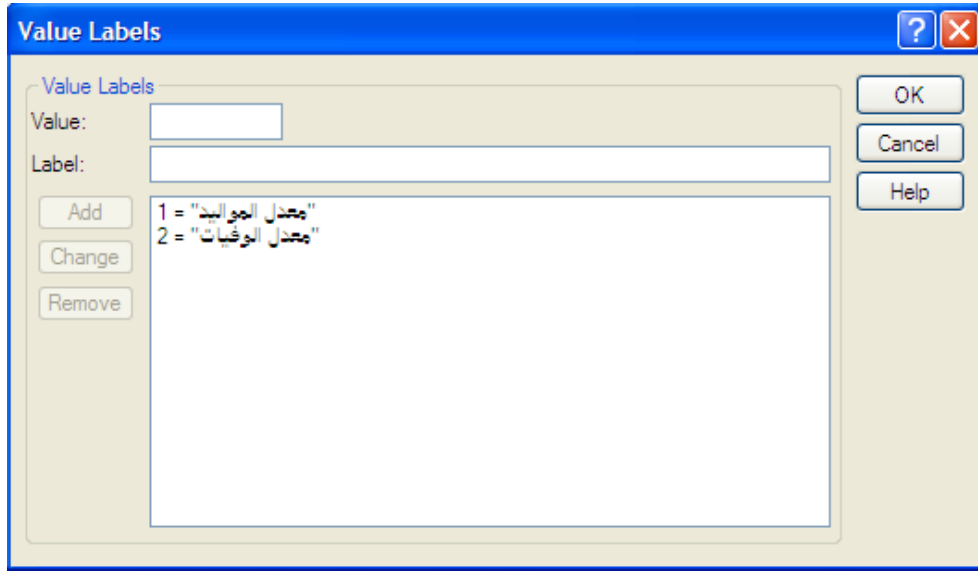 Value Labels
Value Labels
Value:
Label:
OK
Cancel
Help
Add
Change
Remove
1 = "معدل المواليد"
2 = "معدل الوفيات"